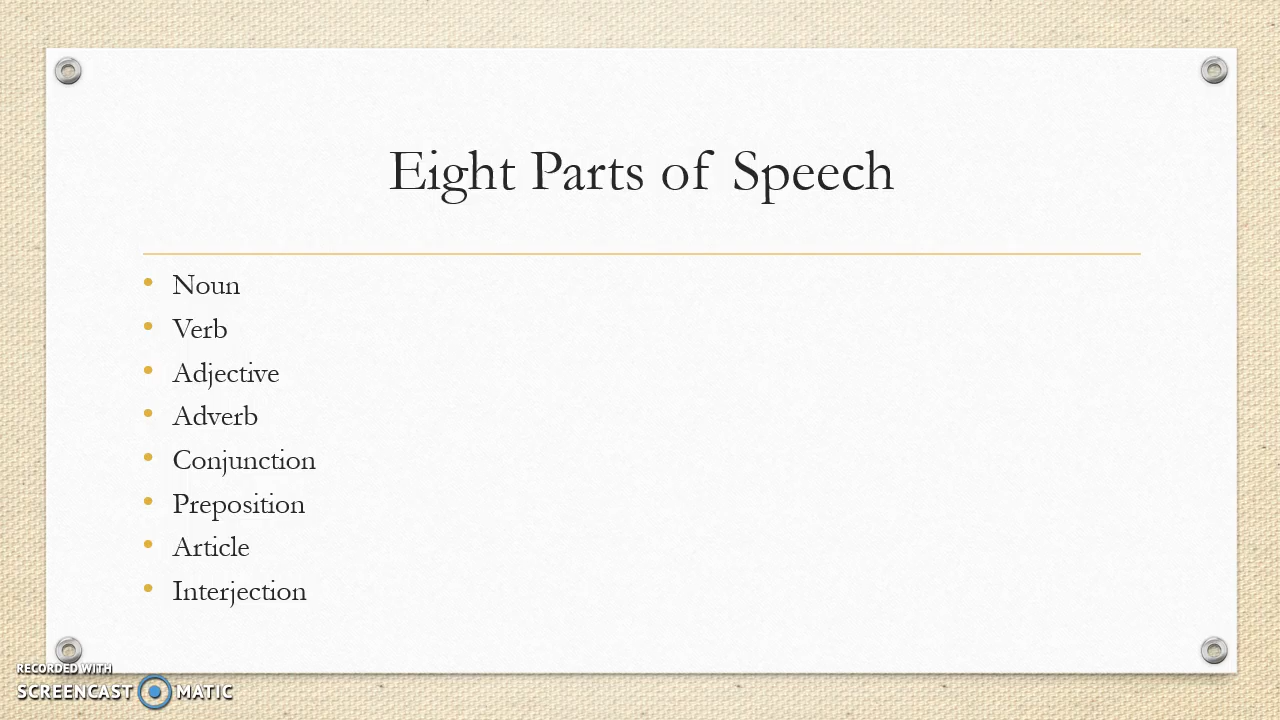 Eight Parts of Speech
• Noun
• Verb
• Adjective
• Adverb
• Conjunction
• Preposition
• Article
• Interjection
RECORDED WITH
SCREENCAST MATIC